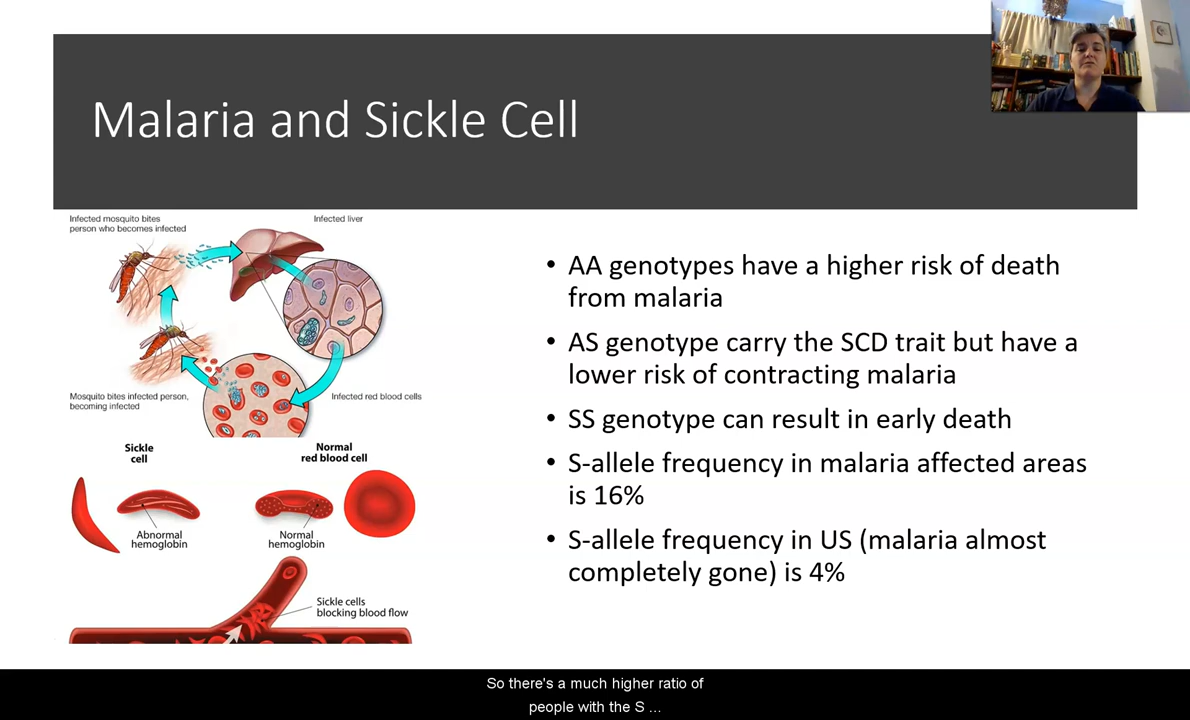 Malaria and Sickle Cell
Infected mosquito bites
person who becomes infected
Infected liver
Mosquito bites infected person,
becoming infected
Infected red blood cells
Sickle
cell
Normal
red blood cell
Abnormal
hemoglobin
Normal
hemoglobin
Sickle cells
blocking blood flow
• AA genotypes have a higher risk of death
from malaria
• AS genotype carry the SCD trait but have a
lower risk of contracting malaria
• SS genotype can result in early death
• S-allele frequency in malaria affected areas
is 16%
• S-allele frequency in US (malaria almost
completely gone) is 4%
So there's a much higher ratio of
people with the S ...